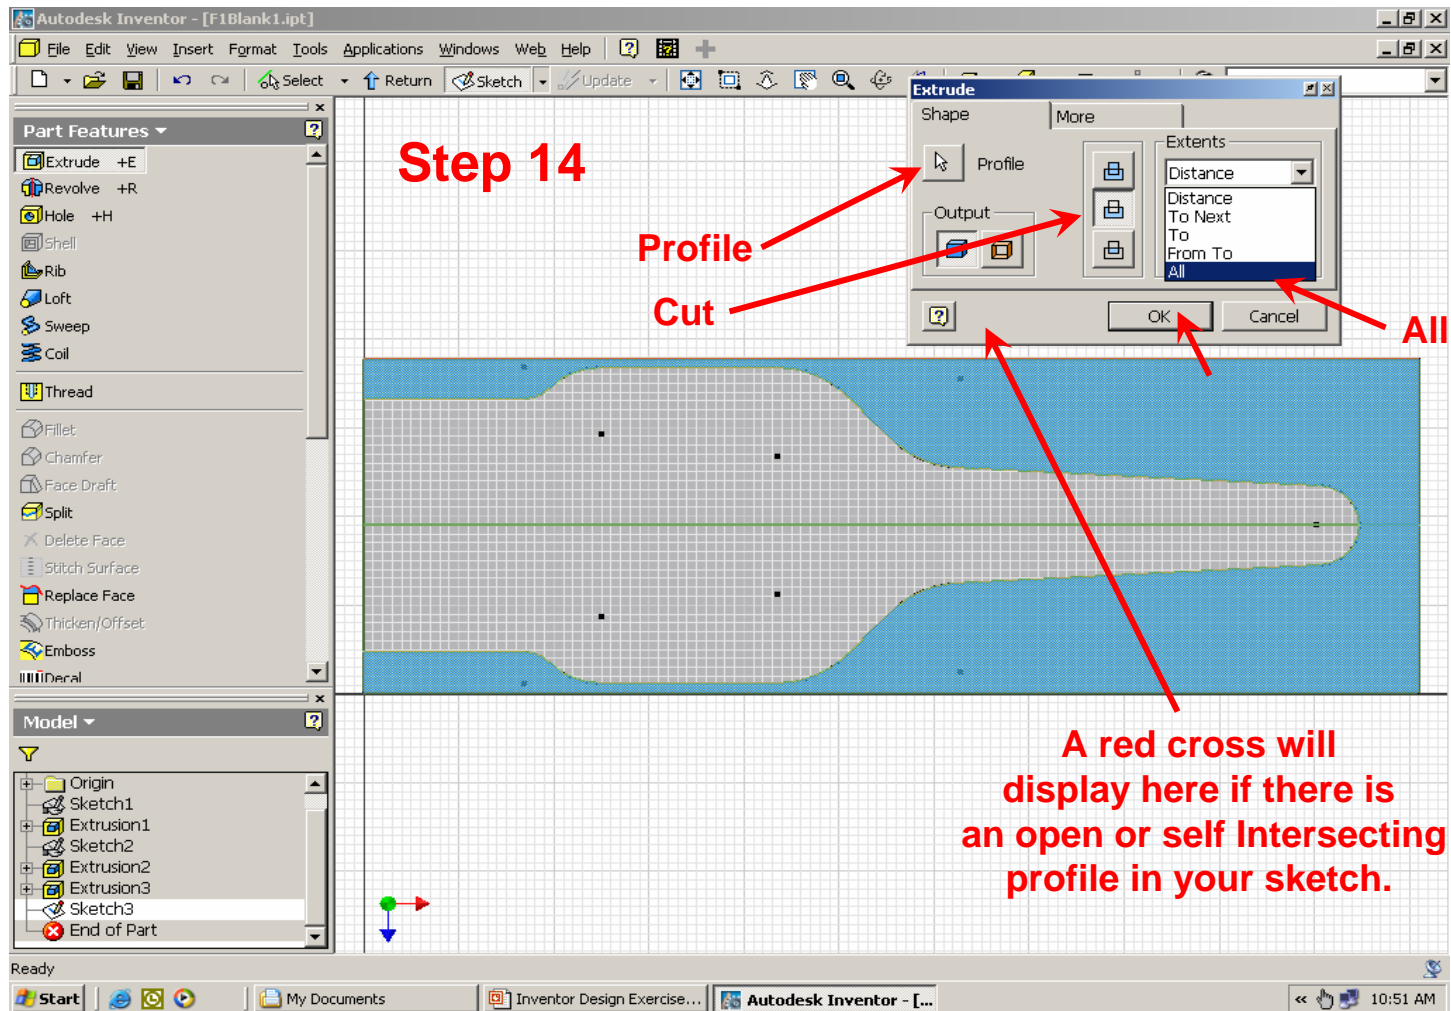 Autodesk Inventor - [F1Blank1.ipt]
File Edit View Insert Format Tools Applications Windows Web Help
Select Return Sketch Update
Part Features
Extrude +E
Revolve +R
Hole +H
Shell
Rib
Loft
Sweep
Coil
Thread
Fillet
Chamfer
Face Draft
Split
Delete Face
Stitch Surface
Replace Face
Thicken/Offset
Emboss
Decal
Model
Origin
Sketch1
Extrusion1
Sketch2
Extrusion2
Extrusion3
Sketch3
End of Part
Step 14
Profile
Cut
Extrude
Shape More
Profile
Output
Extents
Distance
Distance
To Next
To
From To
All
OK Cancel
All
A red cross will
display here if there is
an open or self Intersecting
profile in your sketch.
Ready
Start My Documents Inventor Design Exercise... Autodesk Inventor - [... 10:51 AM